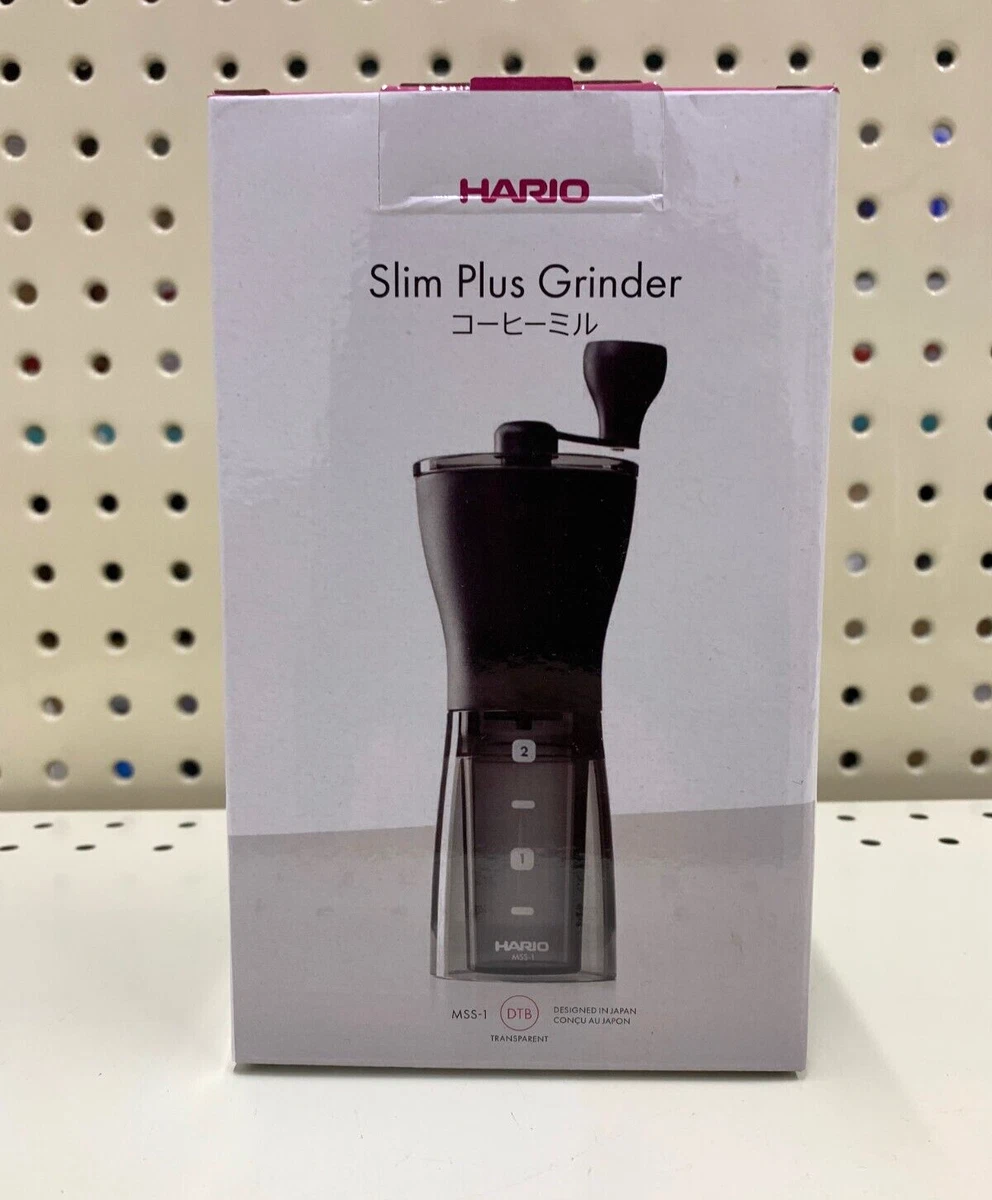 HARIO
Slim Plus Grinder
コーヒーミル
2
1
HARIO
MSS-1
MSS-1
DTB
DESIGNED IN JAPAN
CONÇU AU JAPON
TRANSPARENT